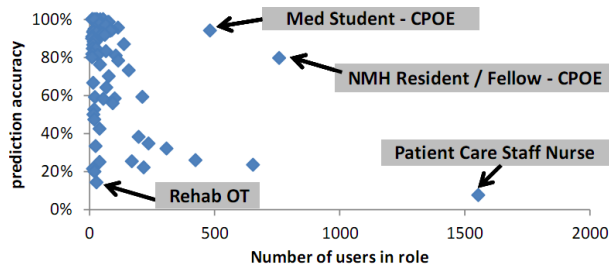 prediction accuracy
100%
80%
60%
40%
20%
0%
Med Student - CPOE
NMH Resident / Fellow - CPOE
Patient Care Staff Nurse
Rehab OT
0
500
1000
1500
2000
Number of users in role